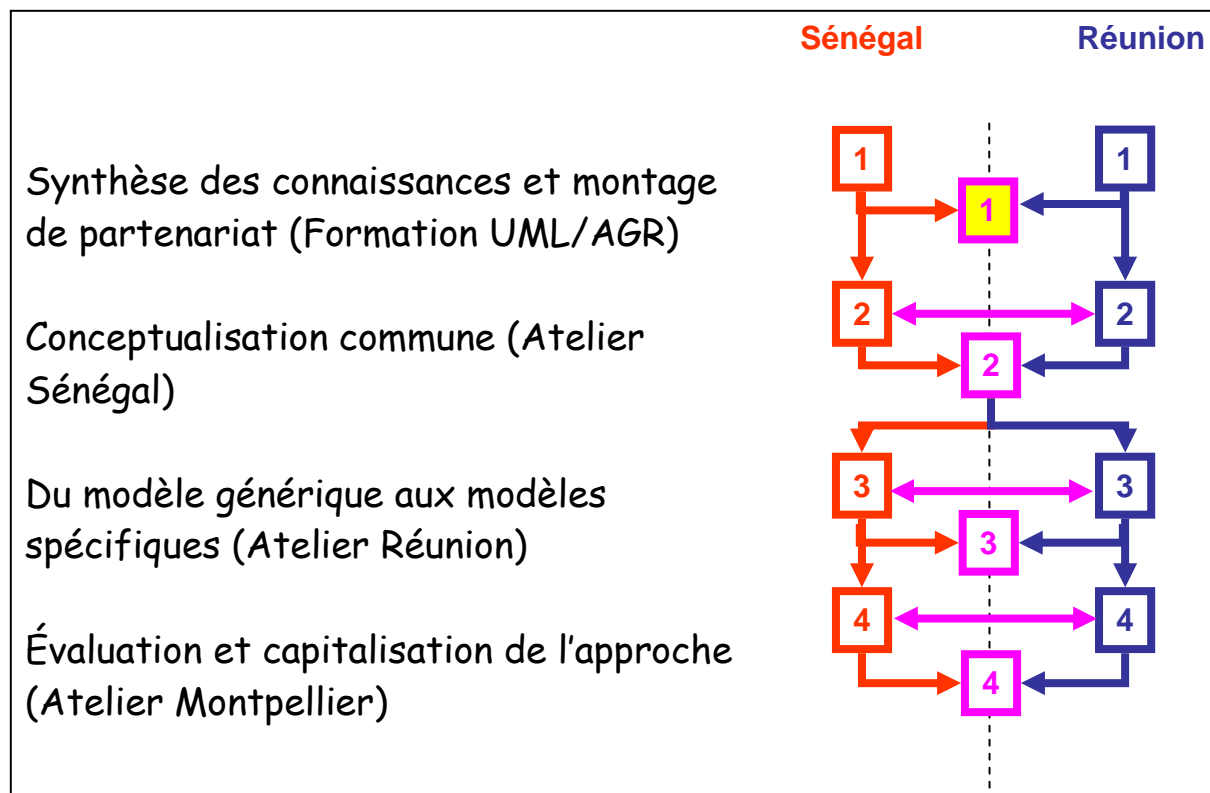 Sénégal Réunion
1 1
Synthèse des connaissances et montage
1
de partenariat (Formation UML/AGR)
2 2
Conceptualisation commune (Atelier
2
Sénégal)
3 3
Du modèle générique aux modèles
spécifiques (Atelier Réunion)
3
4 4
Évaluation et capitalisation de l'approche
4
(Atelier Montpellier)